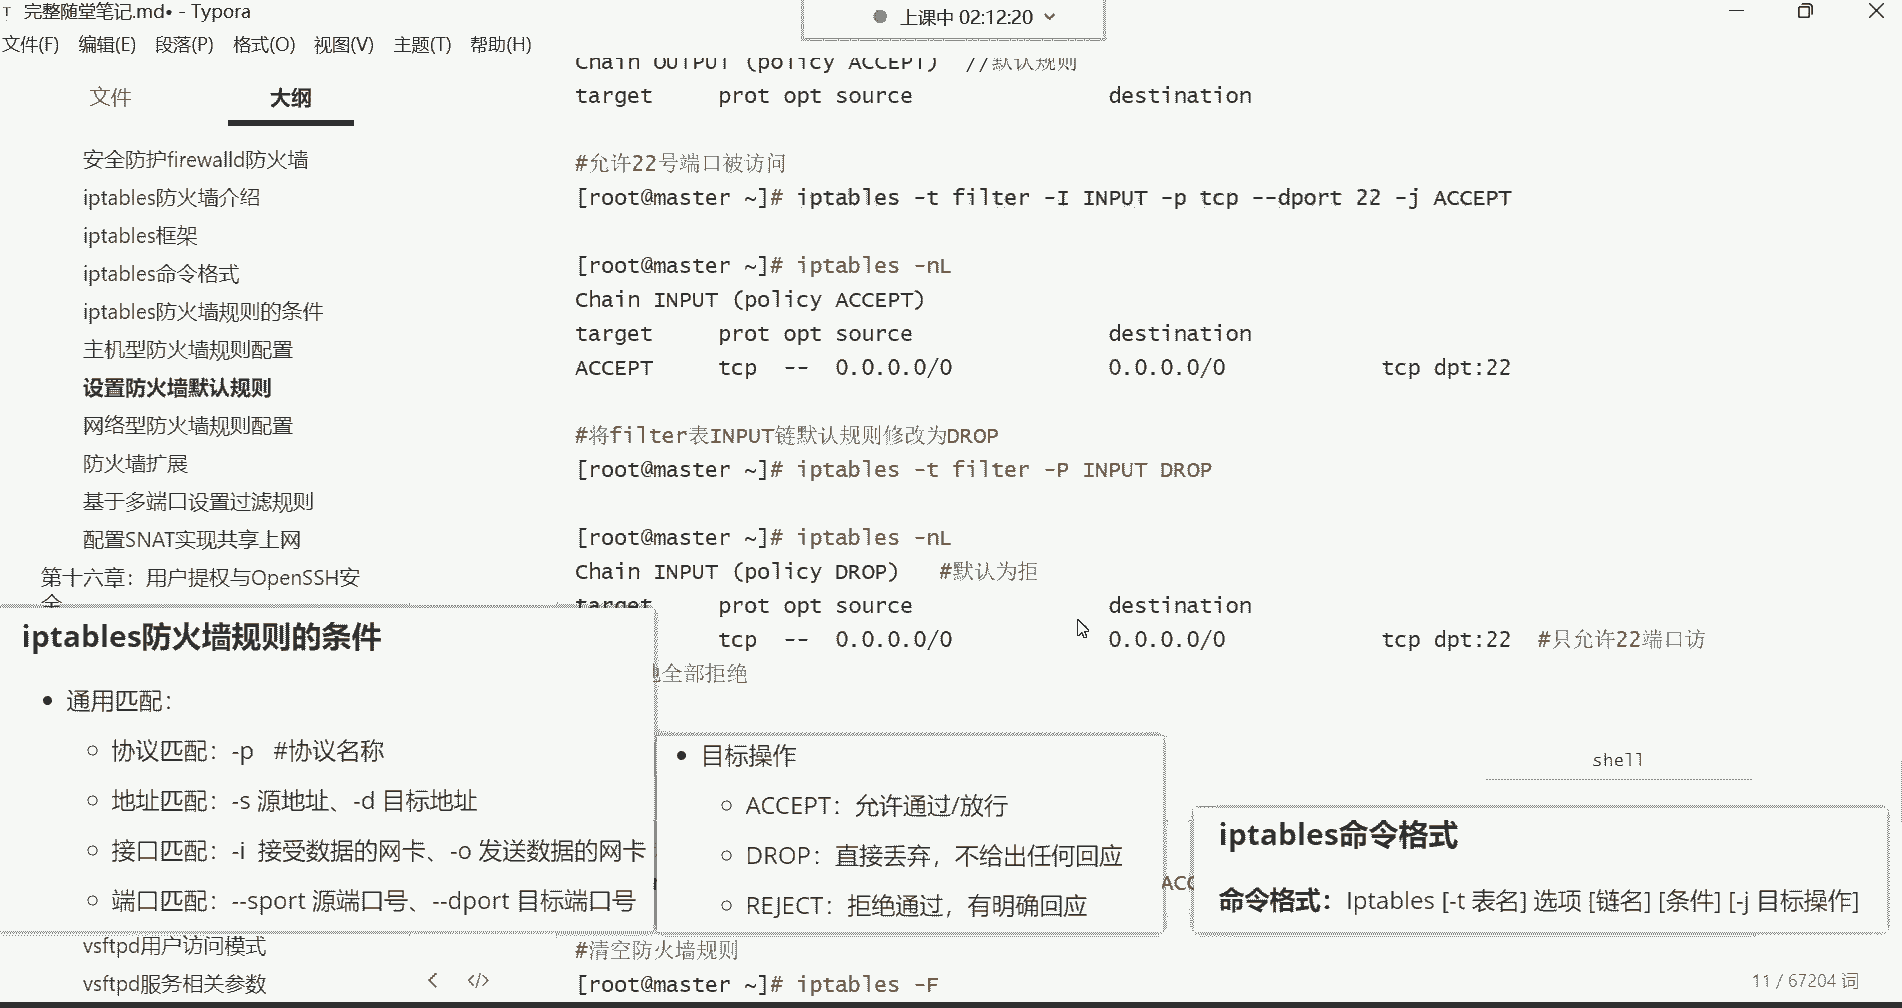 完整随堂笔记.md• - Typora
上课中 02:12:20
文件(F) 编辑(E) 段落(P) 格式(O) 视图(V) 主题(T) 帮助(H)
文件 大纲
安全防护firewalld防火墙
iptables防火墙介绍
iptables框架
iptables命令格式
iptables防火墙规则的条件
主机型防火墙规则配置
设置防火墙默认规则
网络型防火墙规则配置
防火墙扩展
基于多端口设置过滤规则
配置SNAT实现共享上网
第十六章：用户提权与OpenSSH安
全
Chain OUTPUT (policy ACCEPT) //默认规则
target prot opt source destination
#允许22号端口被访问
[root@master ~]# iptables -t filter -I INPUT -p tcp --dport 22 -j ACCEPT
[root@master ~]# iptables -nL
Chain INPUT (policy ACCEPT)
target prot opt source destination
ACCEPT tcp -- 0.0.0.0/0 0.0.0.0/0 tcp dpt:22
#将filter表INPUT链默认规则修改为DROP
[root@master ~]# iptables -t filter -P INPUT DROP
[root@master ~]# iptables -nL
Chain INPUT (policy DROP) #默认为拒
target prot opt source destination
tcp -- 0.0.0.0/0 0.0.0.0/0 tcp dpt:22 #只允许22端口访
全部拒绝
shell
iptables防火墙规则的条件
• 通用匹配：
○ 协议匹配：-p #协议名称
○ 地址匹配：-s 源地址、-d 目标地址
○ 接口匹配：-i 接受数据的网卡、-o 发送数据的网卡
○ 端口匹配：--sport 源端口号、--dport 目标端口号
• 目标操作
○ ACCEPT：允许通过/放行
○ DROP：直接丢弃，不给出任何回应
○ REJECT：拒绝通过，有明确回应
iptables命令格式
命令格式：Iptables [-t 表名] 选项 [链名] [条件] [-j 目标操作]
vsftpd用户访问模式
vsftpd服务相关参数
#清空防火墙规则
[root@master ~]# iptables -F
11 / 67204 词